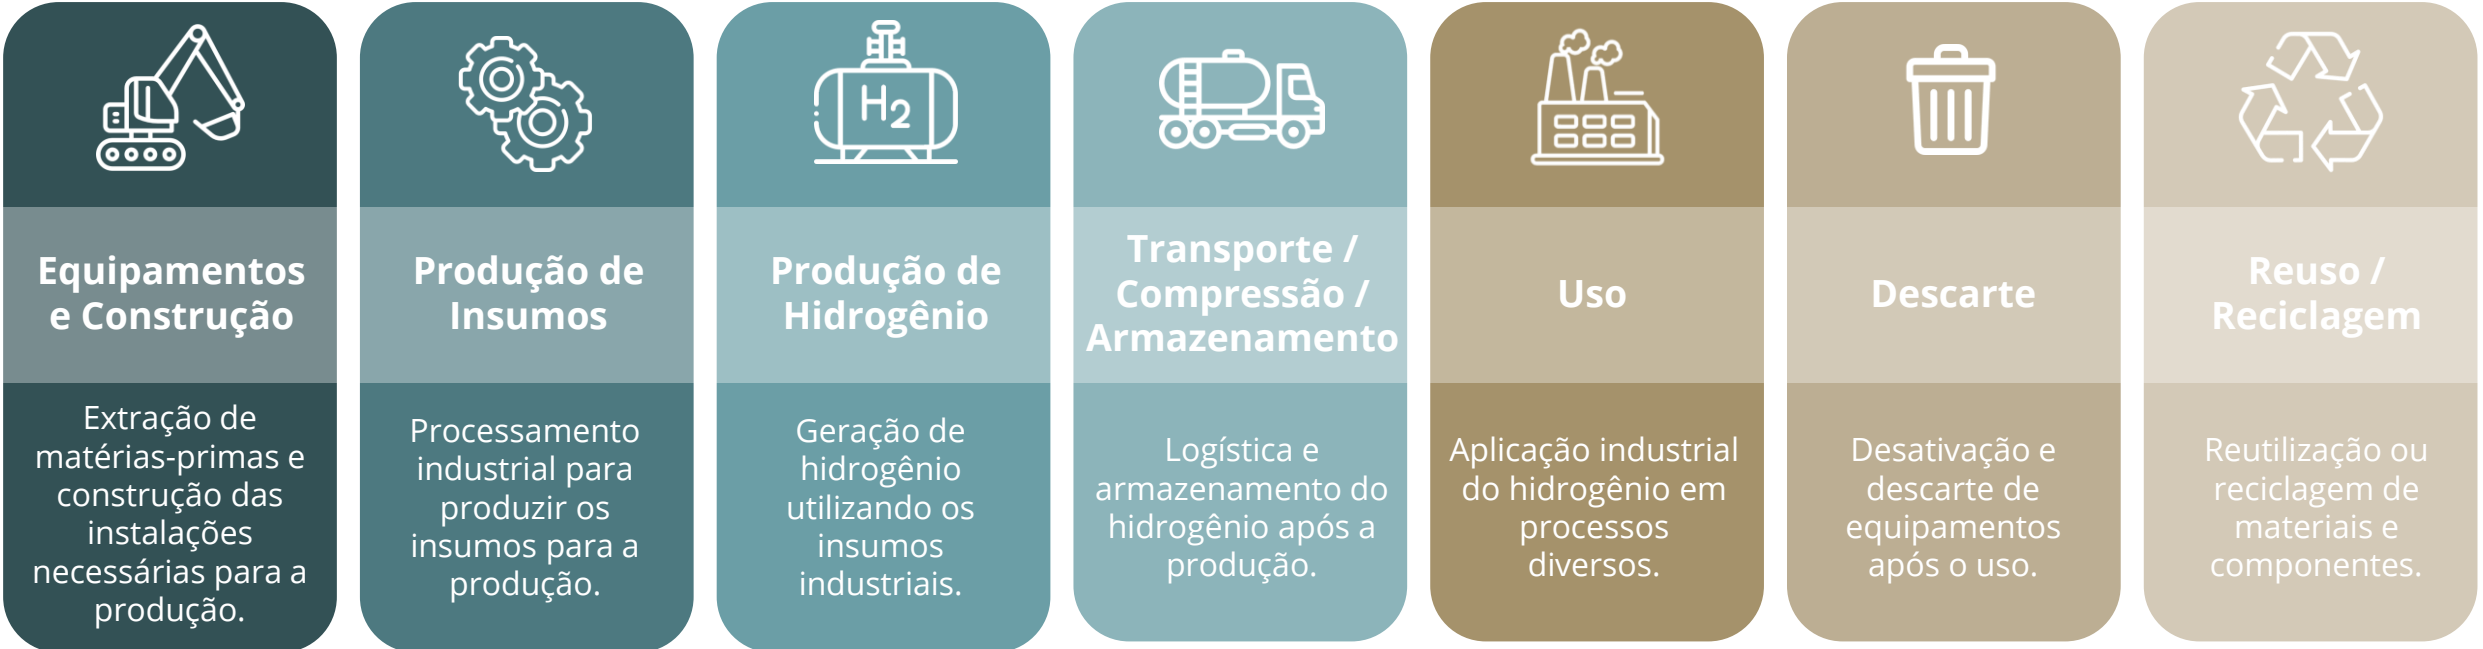 Equipamentos
e Construção
Extração de
matérias-primas e
construção das
instalações
necessárias para a
produção.
Produção de
Insumos
Processamento
industrial para
produzir os
insumos para a
produção.
H2
Produção de
Hidrogênio
Geração de
hidrogênio
utilizando os
insumos
industriais.
Transporte /
Compressão /
Armazenamento
Logística e
armazenamento do
hidrogênio após a
produção.
Uso
Aplicação industrial
do hidrogênio em
processos
diversos.
Descarte
Desativação e
descarte de
equipamentos
após o uso.
Reuso /
Reciclagem
Reutilização ou
reciclagem de
materiais e
componentes.